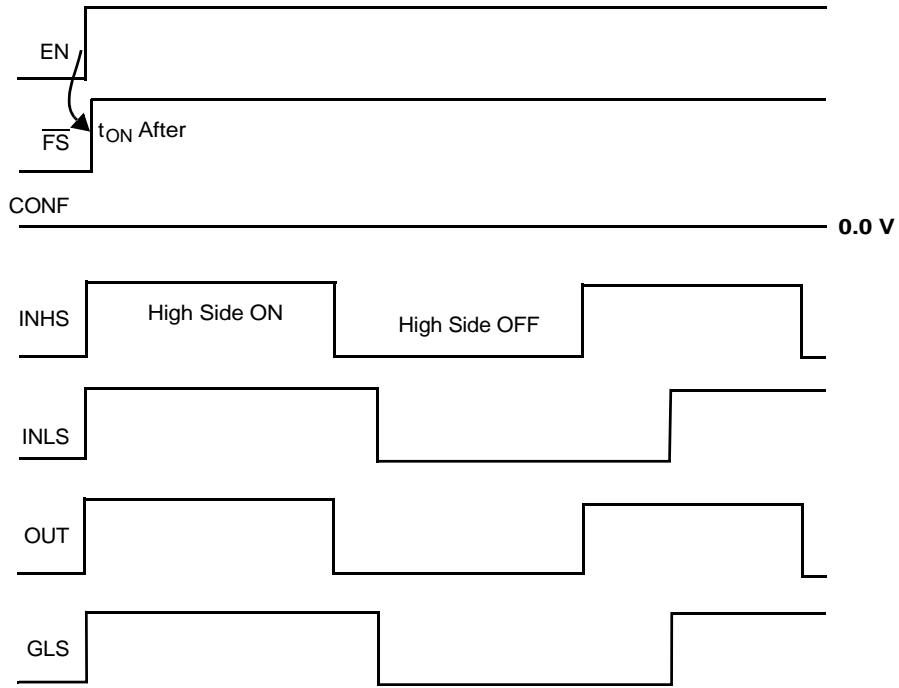 EN
FS
tON After
CONF
0.0 V
INHS
High Side ON
High Side OFF
INLS
OUT
GLS